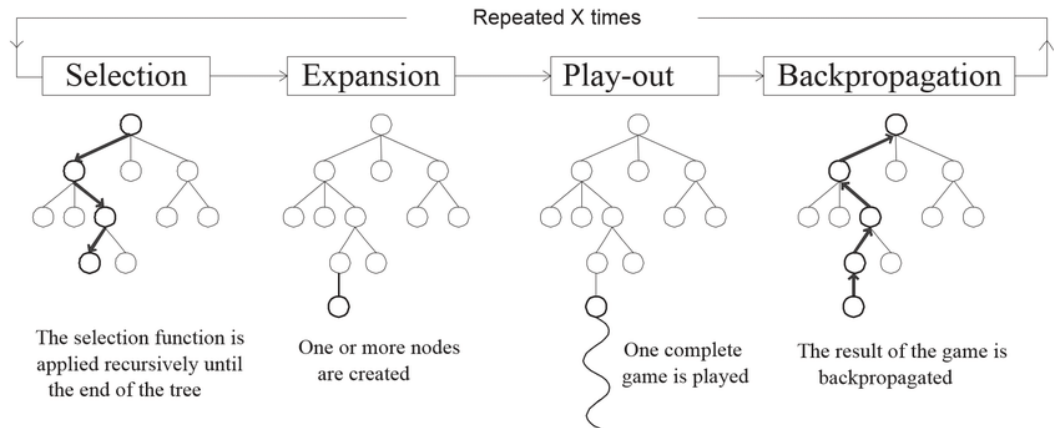 Repeated X times
Selection
Expansion
Play-out
Backpropagation
The selection function is
applied recursively until
the end of the tree
One or more nodes
are created
One complete
game is played
The result of the game is
backpropagated